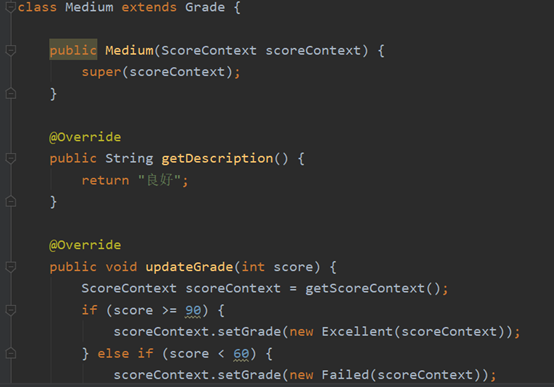 class Medium extends Grade {
public Medium(ScoreContext scoreContext) {
super(scoreContext);
}
@Override
public String getDescription() {
return "良好";
}
@Override
public void updateGrade(int score) {
ScoreContext scoreContext = getScoreContext();
if (score >= 90) {
scoreContext.setGrade(new Excellent(scoreContext));
} else if (score < 60) {
scoreContext.setGrade(new Failed(scoreContext));